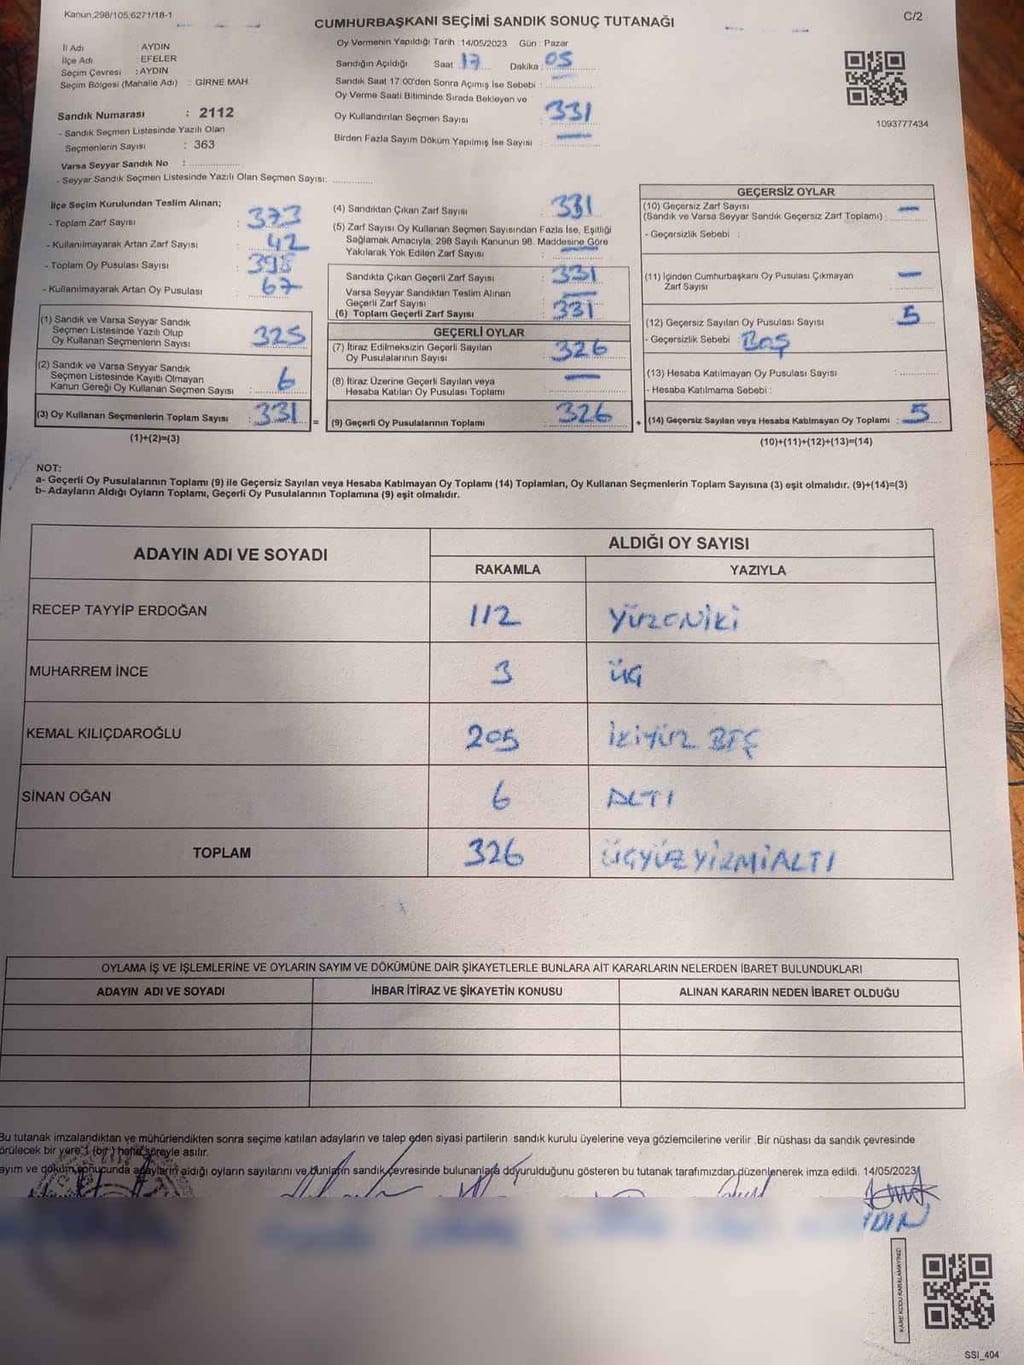 Kanun,298/105,6271/18-1
C/2
CUMHURBAŞKANI SEÇİMİ SANDIK SONUÇ TUTANAĞI
İl Adı AYDIN
İlçe Adı : EFELER
Seçim Çevresi : AYDIN
Seçim Bölgesi (Mahalle Adı) : GİRNE MAH.
Sandık Numarası : 2112
- Sandık Seçmen Listesinde Yazılı Olan
Seçmenlerin Sayısı : 363
Varsa Seyyar Sandık No :
- Seyyar Sandık Seçmen Listesinde Yazılı Olan Seçmen Sayısı:
Oy Vermenin Yapıldığı Tarih :14/05/2023 Gün : Pazar
Sandığın Açıldığı Saat 17 Dakika : 05
Sandık Saat 17:00'den Sonra Açımış İse Sebebi :
Oy Verme Saati Bitiminde Sırada Bekleyen ve
Oy Kullandırılan Seçmen Sayısı : 331
Birden Fazla Sayım Döküm Yapılmış İse Sayısı : —
1093777434
İlçe Seçim Kurulundan Teslim Alınan;
- Toplam Zarf Sayısı : 373
- Kullanılmayarak Artan Zarf Sayısı : 42
- Toplam Oy Pusulası Sayısı : 398
- Kullanılmayarak Artan Oy Pusulası : 67
(1) Sandık ve Varsa Seyyar Sandık
Seçmen Listesinde Yazılı Olup
Oy Kullanan Seçmenlerin Sayısı : 325
(2) Sandık ve Varsa Seyyar Sandık
Seçmen Listesinde Kayıtlı Olmayan
Kanun Gereği Oy Kullanan Seçmen Sayısı : 6
(3) Oy Kullanan Seçmenlerin Toplam Sayısı : 331
(1)+(2)=(3)
(4) Sandıktan Çıkan Zarf Sayısı : 331
(5) Zarf Sayısı Oy Kullanan Seçmen Sayısından Fazla İse, Eşitliği
Sağlamak Amacıyla, 298 Sayılı Kanunun 98. Maddesine Göre
Yakılarak Yok Edilen Zarf Sayısı : —
Sandıkta Çıkan Geçerli Zarf Sayısı : 331
Varsa Seyyar Sandıktan Teslim Alınan
Geçerli Zarf Sayısı : —
(6) Toplam Geçerli Zarf Sayısı : 331
GEÇERLİ OYLAR
(7) İtiraz Edilmeksizin Geçerli Sayılan
Oy Pusulalarının Sayısı : 326
(8) İtiraz Üzerine Geçerli Sayılan veya
Hesaba Katılan Oy Pusulası Toplamı : —
= (9) Geçerli Oy Pusulalarının Toplamı : 326
GEÇERSİZ OYLAR
(10) Geçersiz Zarf Sayısı —
(Sandık ve Varsa Seyyar Sandık Geçersiz Zarf Toplamı) :
- Geçersizlik Sebebi :
(11) İçinden Cumhurbaşkanı Oy Pusulası Çıkmayan
Zarf Sayısı : —
(12) Geçersiz Sayılan Oy Pusulası Sayısı : 5
- Geçersizlik Sebebi : Boş
(13) Hesaba Katılmayan Oy Pusulası Sayısı :
- Hesaba Katılmama Sebebi :
+ (14) Geçersiz Sayılan veya Hesaba Katılmayan Oy Toplamı : 5
(10)+(11)+(12)+(13)=(14)
NOT:
a- Geçerli Oy Pusulalarının Toplamı (9) ile Geçersiz Sayılan veya Hesaba Katılmayan Oy Toplamı (14) Toplamları, Oy Kullanan Seçmenlerin Toplam Sayısına (3) eşit olmalıdır. (9)+(14)=(3)
b- Adayların Aldığı Oyların Toplamı, Geçerli Oy Pusulalarının Toplamına (9) eşit olmalıdır.
ADAYIN ADI VE SOYADI
ALDIĞI OY SAYISI
RAKAMLA YAZIYLA
RECEP TAYYİP ERDOĞAN 112 YÜZONİKİ
MUHARREM İNCE 3 ÜÇ
KEMAL KILIÇDAROĞLU 205 İKİYÜZ BEŞ
SİNAN OĞAN 6 ALTI
TOPLAM 326 ÜÇYÜZYİRMİALTI
OYLAMA İŞ VE İŞLEMLERİNE VE OYLARIN SAYIM VE DÖKÜMÜNE DAİR ŞİKAYETLERLE BUNLARA AİT KARARLARIN NELERDEN İBARET BULUNDUKLARI
ADAYIN ADI VE SOYADI İHBAR İTİRAZ VE ŞİKAYETİN KONUSU ALINAN KARARIN NEDEN İBARET OLDUĞU
Bu tutanak imzalandıktan ve mühürlendikten sonra seçime katılan adayların ve talep eden siyasi partilerin sandık kurulu üyelerine veya gözlemcilerine verilir .Bir nüshası da sandık çevresinde
örülecek bir yere 1 (bir) hafta süreyle asılır.
ayım ve döküm sonucunda adayların aldığı oyların sayılarını ve bunların sandık çevresinde bulunanlara duyurulduğunu gösteren bu tutanak tarafımızdan düzenlenerek imza edildi. 14/05/2023
KARE KODU KARALAMAYINIZ!
SSI_404